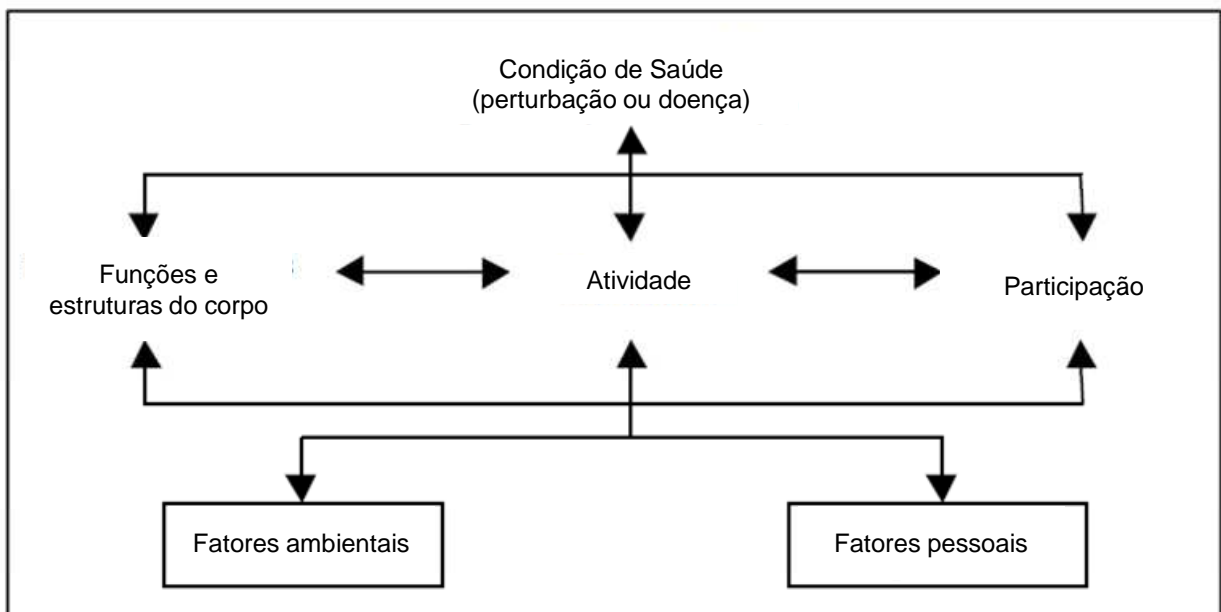 Condição de Saúde
(perturbação ou doença)
Funções e
estruturas do corpo
Atividade
Participação
Fatores ambientais
Fatores pessoais